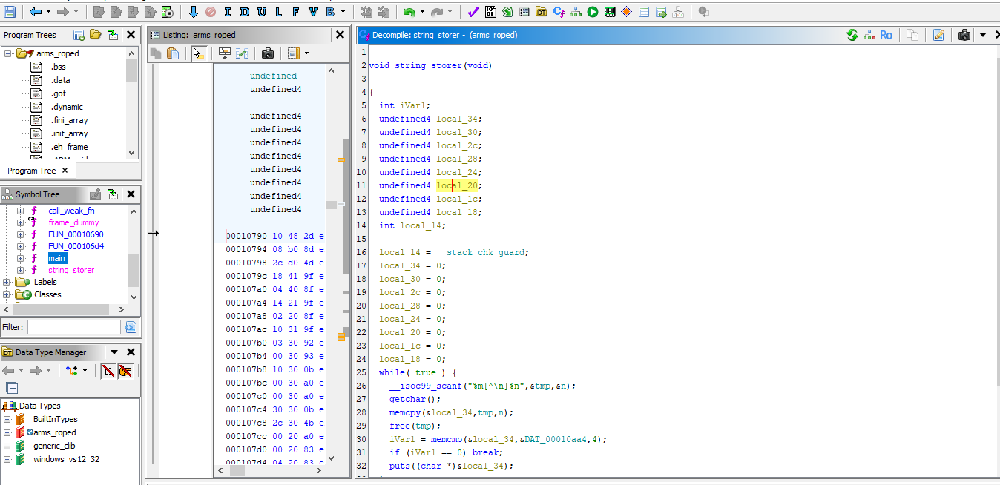 I D U L F V B
Program Trees
Listing: arms_roped
Decompile: string_storer - (arms_roped)
Ro
arms_roped
.bss
.data
.got
.dynamic
.fini_array
.init_array
.eh_frame
Program Tree
Symbol Tree
call_weak_fn
frame_dummy
FUN_00010690
FUN_000106d4
main
string_storer
Labels
Classes
Filter:
Data Type Manager
Data Types
BuiltInTypes
arms_roped
generic_clib
windows_vs12_32
undefined
undefined4
undefined4
undefined4
undefined4
undefined4
undefined4
undefined4
undefined4
undefined4
00010790 10 48 2d e
00010794 08 b0 8d e
00010798 2c d0 4d e
0001079c 18 41 9f e
000107a0 04 40 8f e
000107a4 14 21 9f e
000107a8 02 20 8f e
000107ac 10 31 9f e
000107b0 03 30 92 e
000107b4 00 30 93 e
000107b8 10 30 0b e
000107bc 00 30 a0 e
000107c0 00 30 a0 e
000107c4 30 30 0b e
000107c8 2c 30 4b e
000107cc 00 20 a0 e
000107d0 00 20 83 e
000107d4 04 20 83 e
1
2 void string_storer(void)
3
4 {
5 int iVar1;
6 undefined4 local_34;
7 undefined4 local_30;
8 undefined4 local_2c;
9 undefined4 local_28;
10 undefined4 local_24;
11 undefined4 local_20;
12 undefined4 local_1c;
13 undefined4 local_18;
14 int local_14;
15
16 local_14 = __stack_chk_guard;
17 local_34 = 0;
18 local_30 = 0;
19 local_2c = 0;
20 local_28 = 0;
21 local_24 = 0;
22 local_20 = 0;
23 local_1c = 0;
24 local_18 = 0;
25 while( true ) {
26 __isoc99_scanf("%m[^\n]%n",&tmp,&n);
27 getchar();
28 memcpy(&local_34,tmp,n);
29 free(tmp);
30 iVar1 = memcmp(&local_34,&DAT_00010aa4,4);
31 if (iVar1 == 0) break;
32 puts((char *)&local_34);